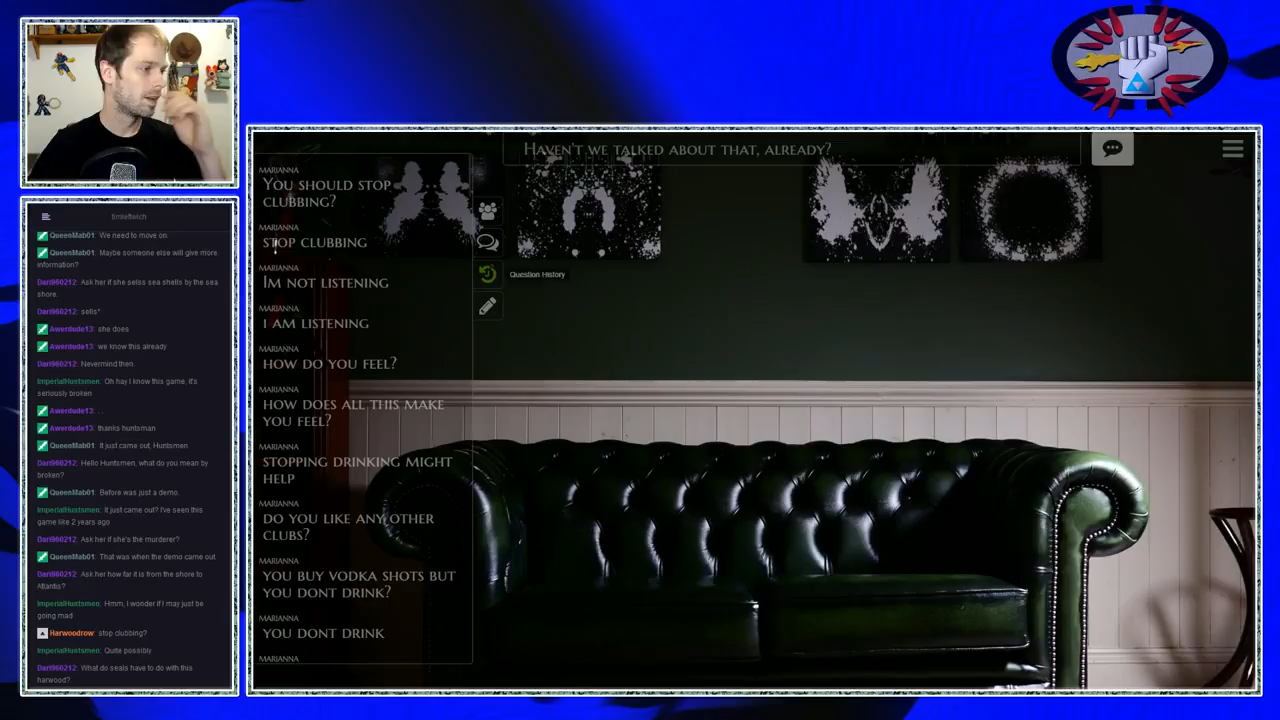 timleftwich
QueenMab01: We need to move on.
QueenMab01: Maybe someone else will give more
information?
Dari960212: Ask her if she selss sea shells by the sea
shore.
Dari960212: sells*
Awerdude13: she does
Awerdude13: we know this already
Dari960212: Nevermind then.
ImperialHuntsmen: Oh hay I know this game, it's
seriously broken
Awerdude13: ...
Awerdude13: thanks huntsman
QueenMab01: It just came out, Huntsmen
Dari960212: Hello Huntsmen, what do you mean by
broken?
QueenMab01: Before was just a demo.
ImperialHuntsmen: It just came out? I've seen this
game like 2 years ago
Dari960212: Ask her if she's the murderer?
QueenMab01: That was when the demo came out
Dari960212: Ask her how far it is from the shore to
Atlantis?
ImperialHuntsmen: Hmm, I wonder if I may just be
going mad
Harwoodrow: stop clubbing?
ImperialHuntsmen: Quite possibly
Dari960212: What do seals have to do with this
harwood?
Haven't we talked about that, already?
MARIANNA
You should stop
clubbing?
MARIANNA
stop clubbing
MARIANNA
Im not listening
MARIANNA
i am listening
MARIANNA
how do you feel?
MARIANNA
how does all this make
you feel?
MARIANNA
stopping drinking might
help
MARIANNA
do you like any other
clubs?
MARIANNA
you buy vodka shots but
you dont drink?
MARIANNA
you dont drink
MARIANNA
Question History